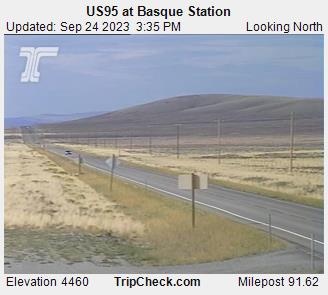 US95 at Basque Station
Updated: Sep 24 2023 3:35 PM Looking North
Elevation 4460 TripCheck.com Milepost 91.62